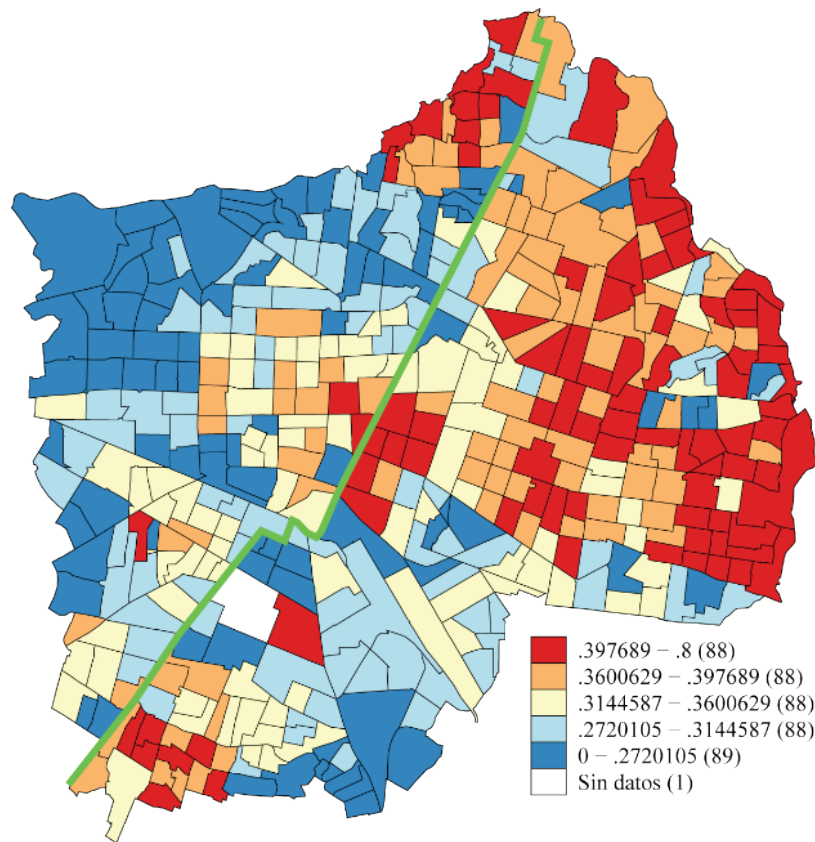 .397689 – .8 (88)
.3600629 – .397689 (88)
.3144587 – .3600629 (88)
.2720105 – .3144587 (88)
0 – .2720105 (89)
Sin datos (1)